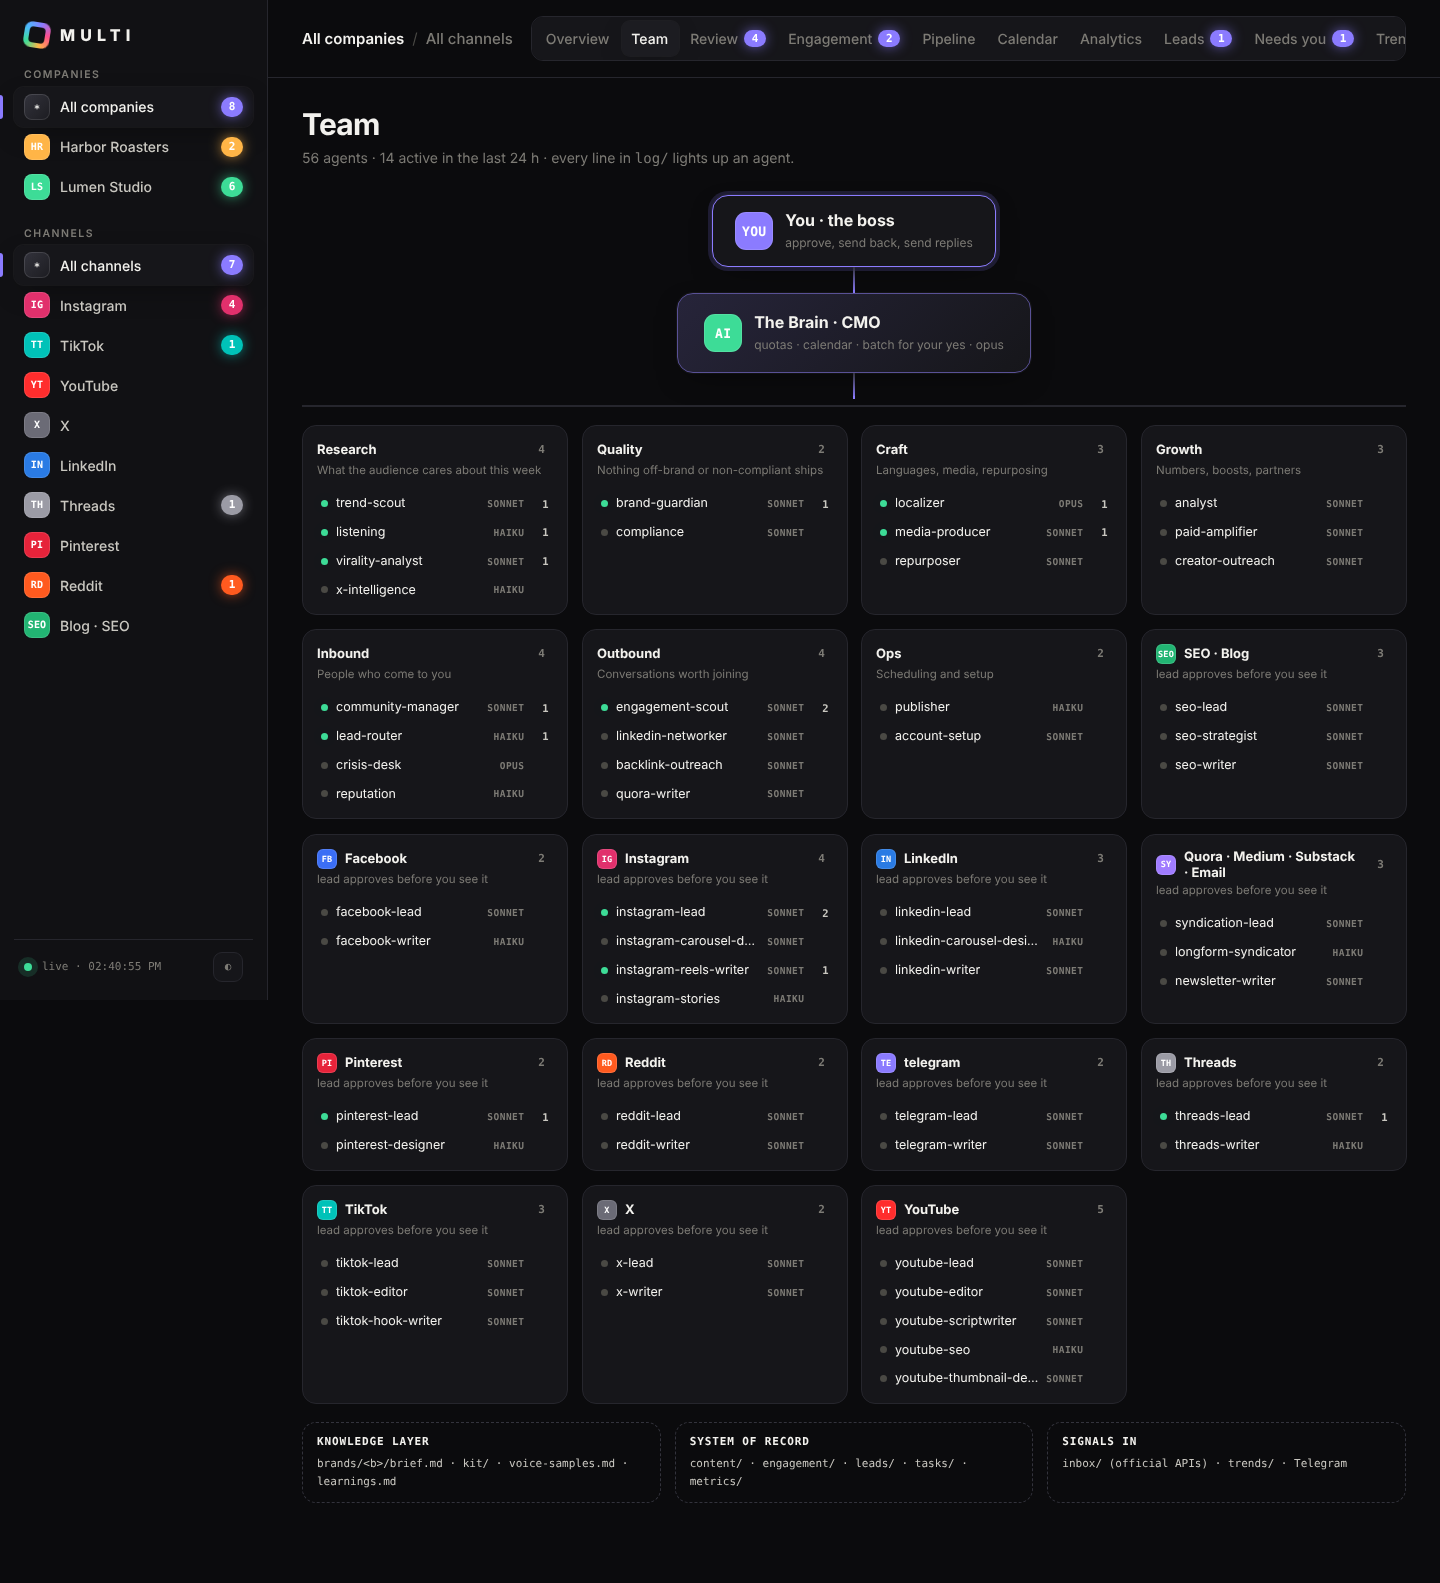 MULTI
COMPANIES
All companies 8
HR Harbor Roasters 2
LS Lumen Studio 6
CHANNELS
All channels 7
IG Instagram 4
TT TikTok 1
YT YouTube
X X
IN LinkedIn
TH Threads 1
PI Pinterest
RD Reddit 1
SEO Blog · SEO
live · 02:40:55 PM
All companies / All channels
Overview Team Review 4 Engagement 2 Pipeline Calendar Analytics Leads 1 Needs you 1 Tren
Team
56 agents · 14 active in the last 24 h · every line in log/ lights up an agent.
YOU You · the boss
approve, send back, send replies
AI The Brain · CMO
quotas · calendar · batch for your yes · opus
Research 4
What the audience cares about this week
trend-scout SONNET 1
listening HAIKU 1
virality-analyst SONNET 1
x-intelligence HAIKU
Quality 2
Nothing off-brand or non-compliant ships
brand-guardian SONNET 1
compliance SONNET
Craft 3
Languages, media, repurposing
localizer OPUS 1
media-producer SONNET 1
repurposer SONNET
Growth 3
Numbers, boosts, partners
analyst SONNET
paid-amplifier SONNET
creator-outreach SONNET
Inbound 4
People who come to you
community-manager SONNET 1
lead-router HAIKU 1
crisis-desk OPUS
reputation HAIKU
Outbound 4
Conversations worth joining
engagement-scout SONNET 2
linkedin-networker SONNET
backlink-outreach SONNET
quora-writer SONNET
Ops 2
Scheduling and setup
publisher HAIKU
account-setup SONNET
SEO SEO · Blog 3
lead approves before you see it
seo-lead SONNET
seo-strategist SONNET
seo-writer SONNET
FB Facebook 2
lead approves before you see it
facebook-lead SONNET
facebook-writer HAIKU
IG Instagram 4
lead approves before you see it
instagram-lead SONNET 2
instagram-carousel-d... SONNET
instagram-reels-writer SONNET 1
instagram-stories HAIKU
IN LinkedIn 3
lead approves before you see it
linkedin-lead SONNET
linkedin-carousel-desi... HAIKU
linkedin-writer SONNET
SY Quora · Medium · Substack
· Email 3
lead approves before you see it
syndication-lead SONNET
longform-syndicator HAIKU
newsletter-writer SONNET
PI Pinterest 2
lead approves before you see it
pinterest-lead SONNET 1
pinterest-designer HAIKU
RD Reddit 2
lead approves before you see it
reddit-lead SONNET
reddit-writer SONNET
TE telegram 2
lead approves before you see it
telegram-lead SONNET
telegram-writer SONNET
TH Threads 2
lead approves before you see it
threads-lead SONNET 1
threads-writer HAIKU
TT TikTok 3
lead approves before you see it
tiktok-lead SONNET
tiktok-editor SONNET
tiktok-hook-writer SONNET
X X 2
lead approves before you see it
x-lead SONNET
x-writer SONNET
YT YouTube 5
lead approves before you see it
youtube-lead SONNET
youtube-editor SONNET
youtube-scriptwriter SONNET
youtube-seo HAIKU
youtube-thumbnail-de... SONNET
KNOWLEDGE LAYER
brands/<b>/brief.md · kit/ · voice-samples.md ·
learnings.md
SYSTEM OF RECORD
content/ · engagement/ · leads/ · tasks/ ·
metrics/
SIGNALS IN
inbox/ (official APIs) · trends/ · Telegram